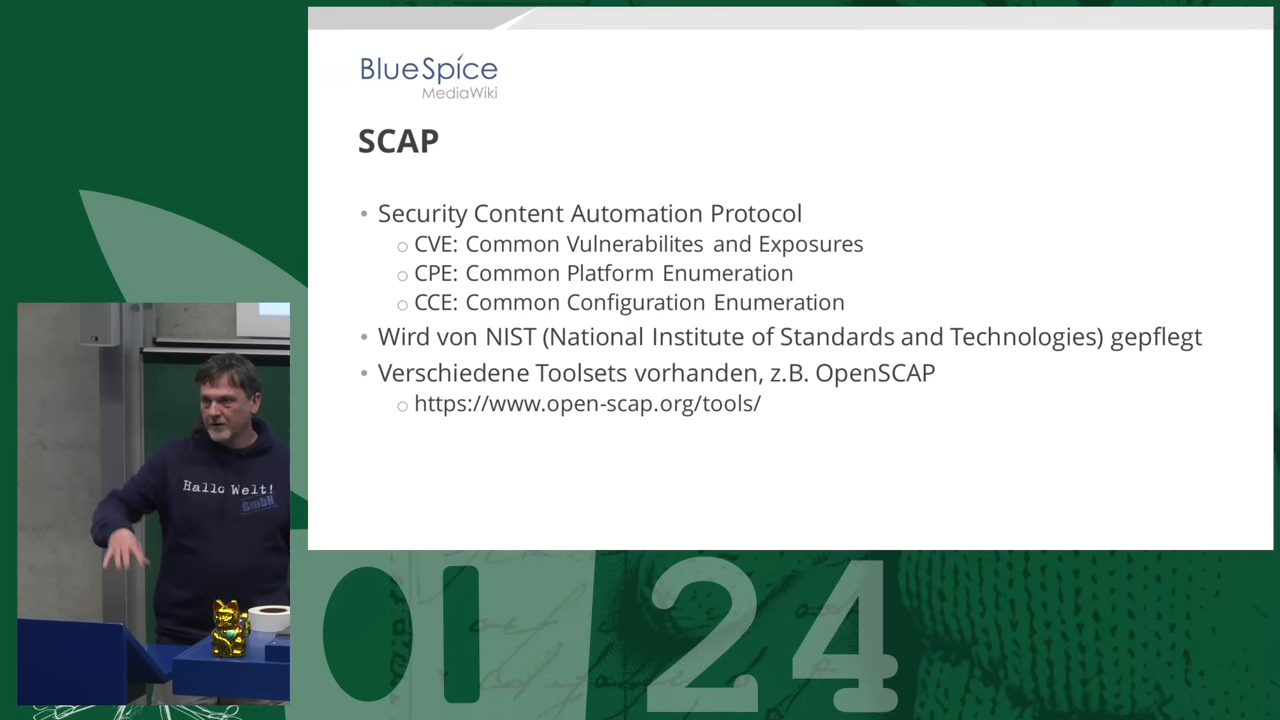 BlueSpice
MediaWiki
SCAP
• Security Content Automation Protocol
○ CVE: Common Vulnerabilites and Exposures
○ CPE: Common Platform Enumeration
○ CCE: Common Configuration Enumeration
• Wird von NIST (National Institute of Standards and Technologies) gepflegt
• Verschiedene Toolsets vorhanden, z.B. OpenSCAP
○ https://www.open-scap.org/tools/
Hallo Welt!
GmbH
24